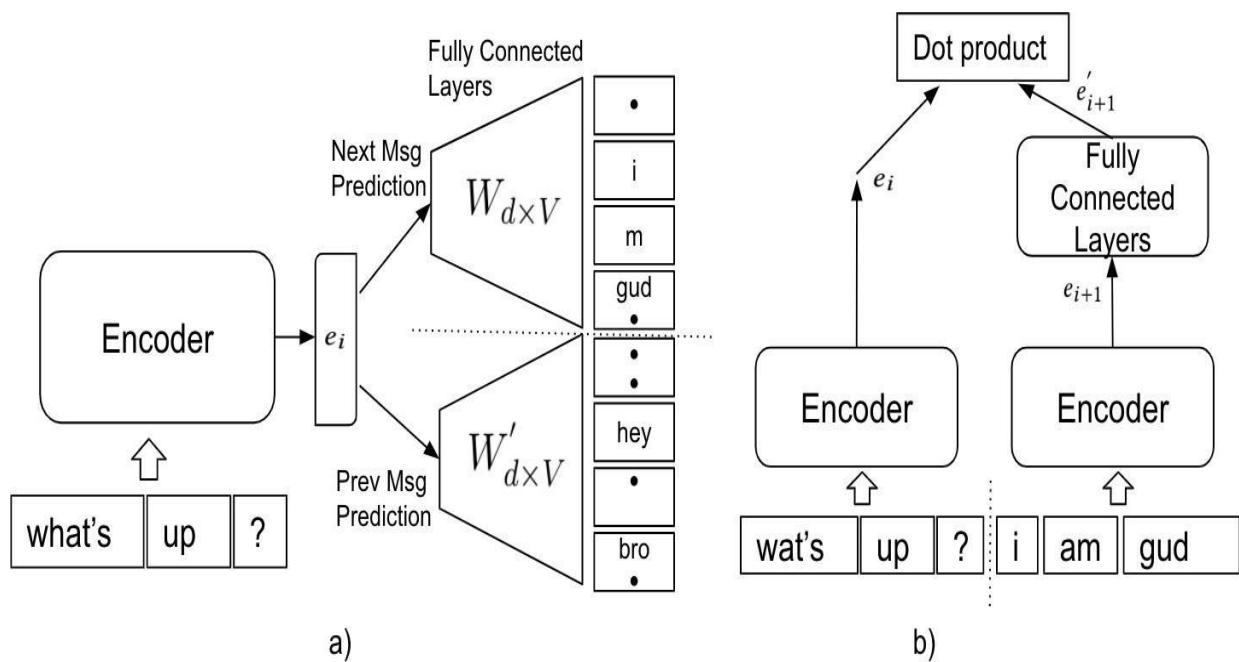 Fully Connected
Layers
Next Msg
Prediction
W_{d×V}
•
i
m
gud
•
Encoder
e_i
•
•
hey
•
bro
•
W'_{d×V}
Prev Msg
Prediction
what's up ?
a)
Dot product
e'_{i+1}
e_i
Fully
Connected
Layers
e_{i+1}
Encoder
Encoder
wat's up ? i am gud
b)